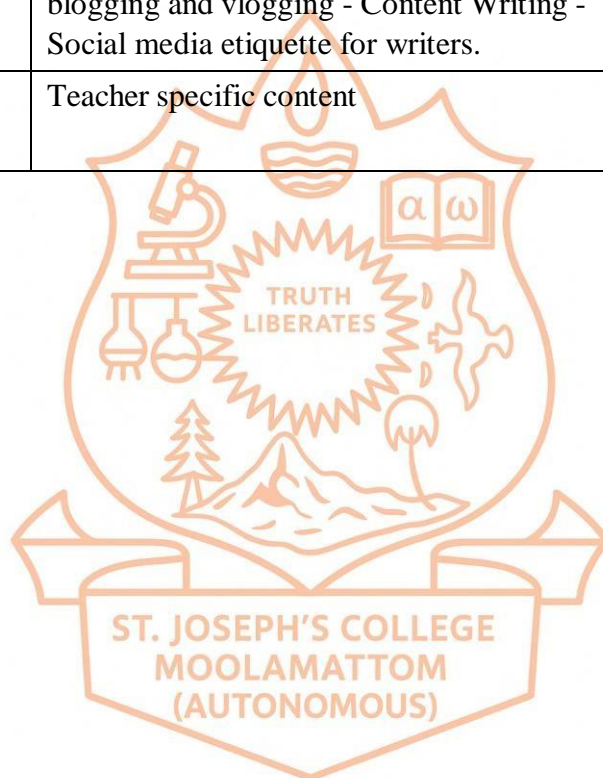 blogging and vlogging - Content Writing -
Social media etiquette for writers.
Teacher specific content
α ω
TRUTH
LIBERATES
ST. JOSEPH'S COLLEGE
MOOLAMATTOM
(AUTONOMOUS)